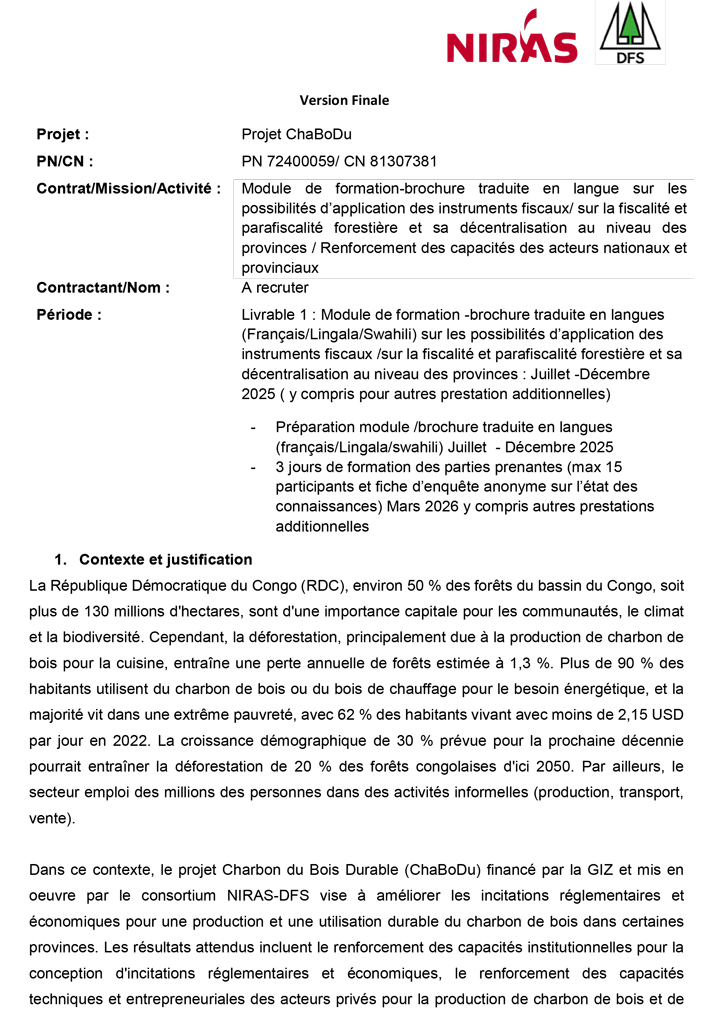 NIRAS
DFS
Version Finale
Projet : Projet ChaBoDu
PN/CN : PN 72400059/ CN 81307381
Contrat/Mission/Activité : Module de formation-brochure traduite en langue sur les
possibilités d’application des instruments fiscaux/ sur la fiscalité et
parafiscalité forestière et sa décentralisation au niveau des
provinces / Renforcement des capacités des acteurs nationaux et
provinciaux
Contractant/Nom : A recruter
Période : Livrable 1 : Module de formation -brochure traduite en langues
(Français/Lingala/Swahili) sur les possibilités d’application des
instruments fiscaux /sur la fiscalité et parafiscalité forestière et sa
décentralisation au niveau des provinces : Juillet -Décembre
2025 ( y compris pour autres prestation additionnelles)
- Préparation module /brochure traduite en langues
(français/Lingala/swahili) Juillet - Décembre 2025
- 3 jours de formation des parties prenantes (max 15
participants et fiche d’enquête anonyme sur l’état des
connaissances) Mars 2026 y compris autres prestations
additionnelles
1. Contexte et justification
La République Démocratique du Congo (RDC), environ 50 % des forêts du bassin du Congo, soit
plus de 130 millions d'hectares, sont d'une importance capitale pour les communautés, le climat
et la biodiversité. Cependant, la déforestation, principalement due à la production de charbon de
bois pour la cuisine, entraîne une perte annuelle de forêts estimée à 1,3 %. Plus de 90 % des
habitants utilisent du charbon de bois ou du bois de chauffage pour le besoin énergétique, et la
majorité vit dans une extrême pauvreté, avec 62 % des habitants vivant avec moins de 2,15 USD
par jour en 2022. La croissance démographique de 30 % prévue pour la prochaine décennie
pourrait entraîner la déforestation de 20 % des forêts congolaises d'ici 2050. Par ailleurs, le
secteur emploi des millions des personnes dans des activités informelles (production, transport,
vente).
Dans ce contexte, le projet Charbon du Bois Durable (ChaBoDu) financé par la GIZ et mis en
oeuvre par le consortium NIRAS-DFS vise à améliorer les incitations réglementaires et
économiques pour une production et une utilisation durable du charbon de bois dans certaines
provinces. Les résultats attendus incluent le renforcement des capacités institutionnelles pour la
conception d'incitations réglementaires et économiques, le renforcement des capacités
techniques et entrepreneuriales des acteurs privés pour la production de charbon de bois et de